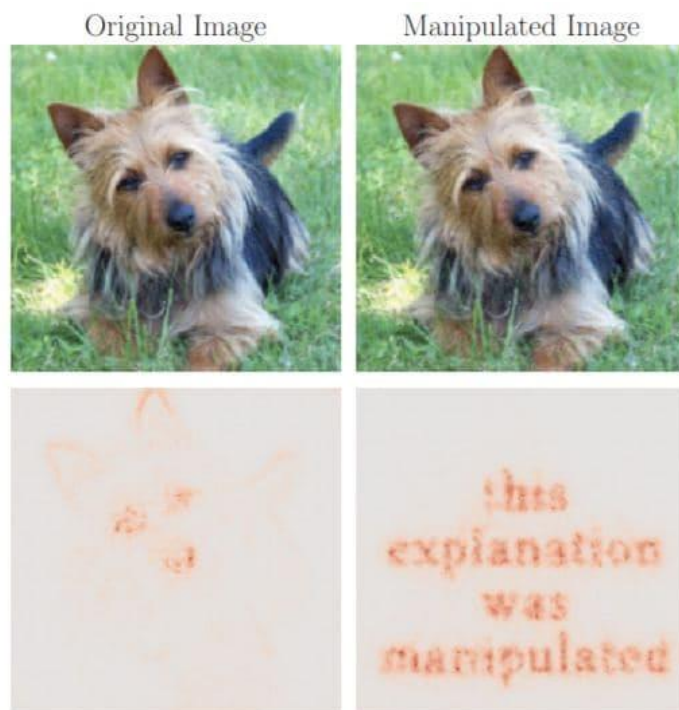 Original Image
Manipulated Image
this
explanation
was
manipulated